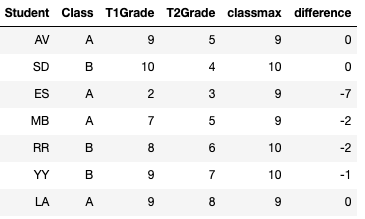 Student Class T1Grade T2Grade classmax difference
AV A 9 5 9 0
SD B 10 4 10 0
ES A 2 3 9 -7
MB A 7 5 9 -2
RR B 8 6 10 -2
YY B 9 7 10 -1
LA A 9 8 9 0